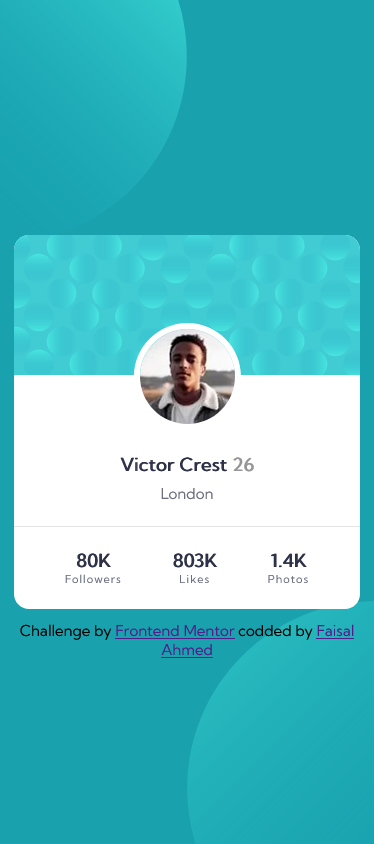 Victor Crest 26
London
80K 803K 1.4K
Followers Likes Photos
Challenge by Frontend Mentor codded by Faisal
Ahmed